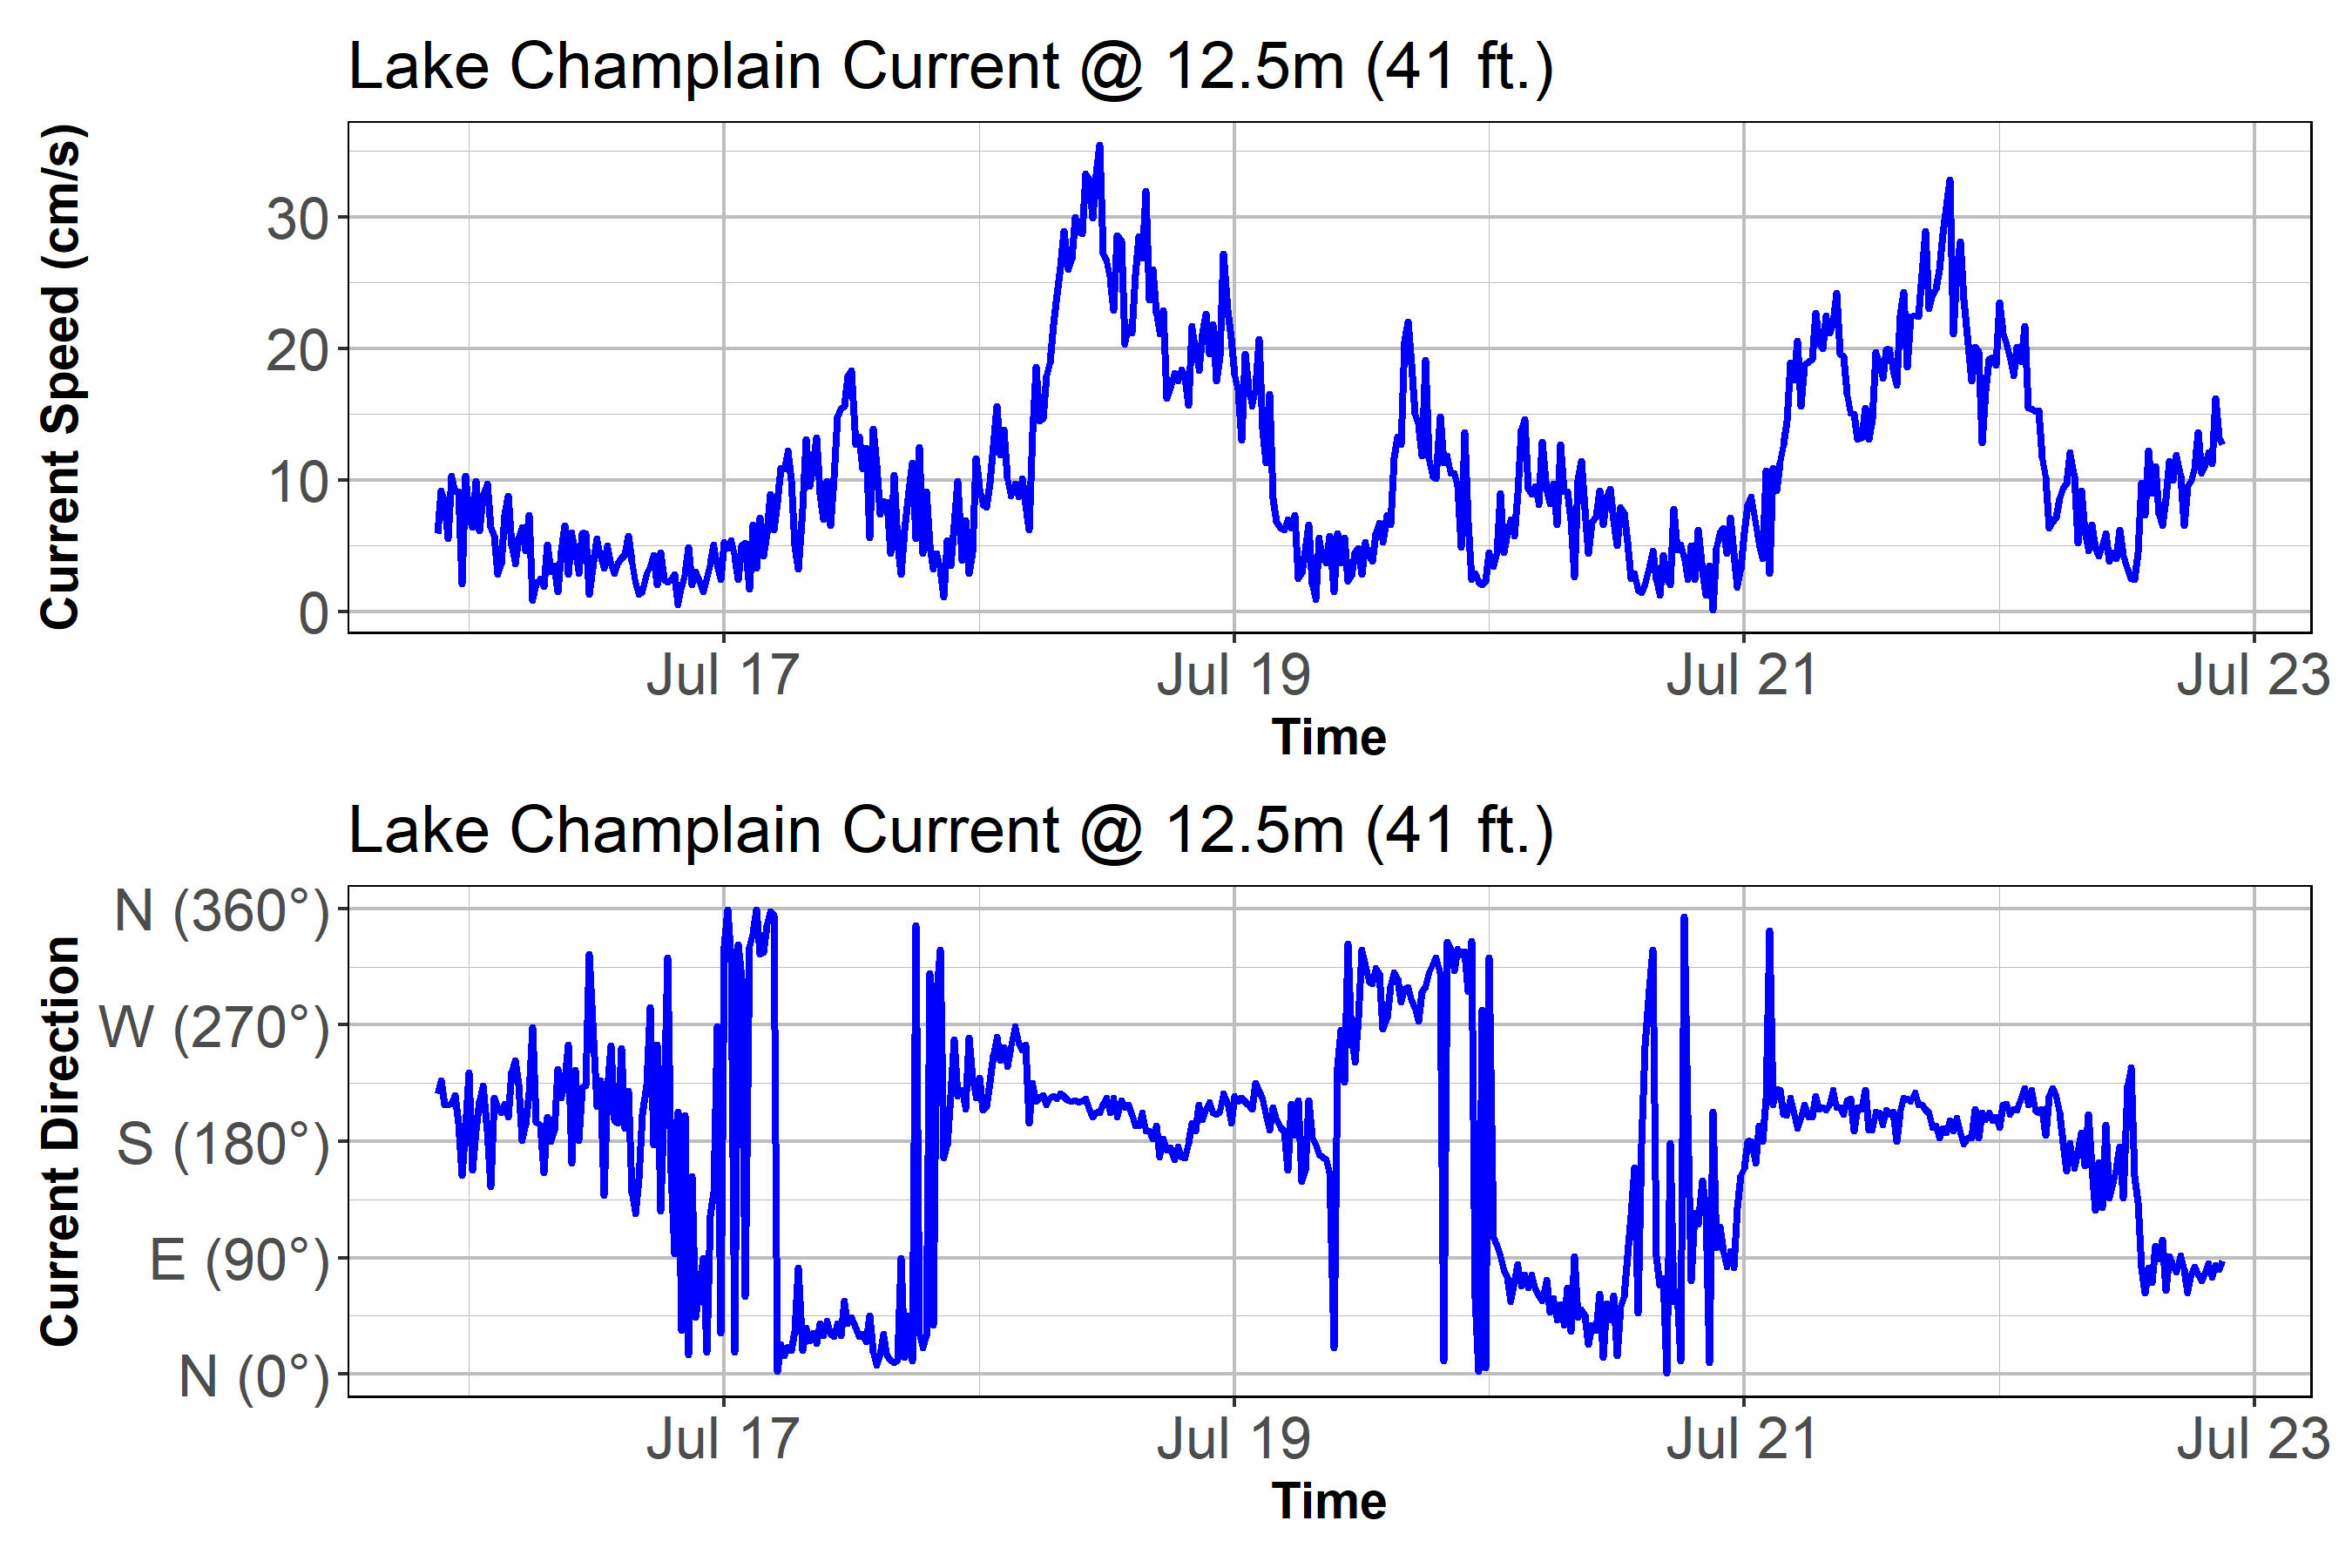 Lake Champlain Current @ 12.5m (41 ft.)
Current Speed (cm/s)
30
20
10
0
Jul 17 Jul 19 Jul 21 Jul 23
Time
Lake Champlain Current @ 12.5m (41 ft.)
Current Direction
N (360°)
W (270°)
S (180°)
E (90°)
N (0°)
Jul 17 Jul 19 Jul 21 Jul 23
Time